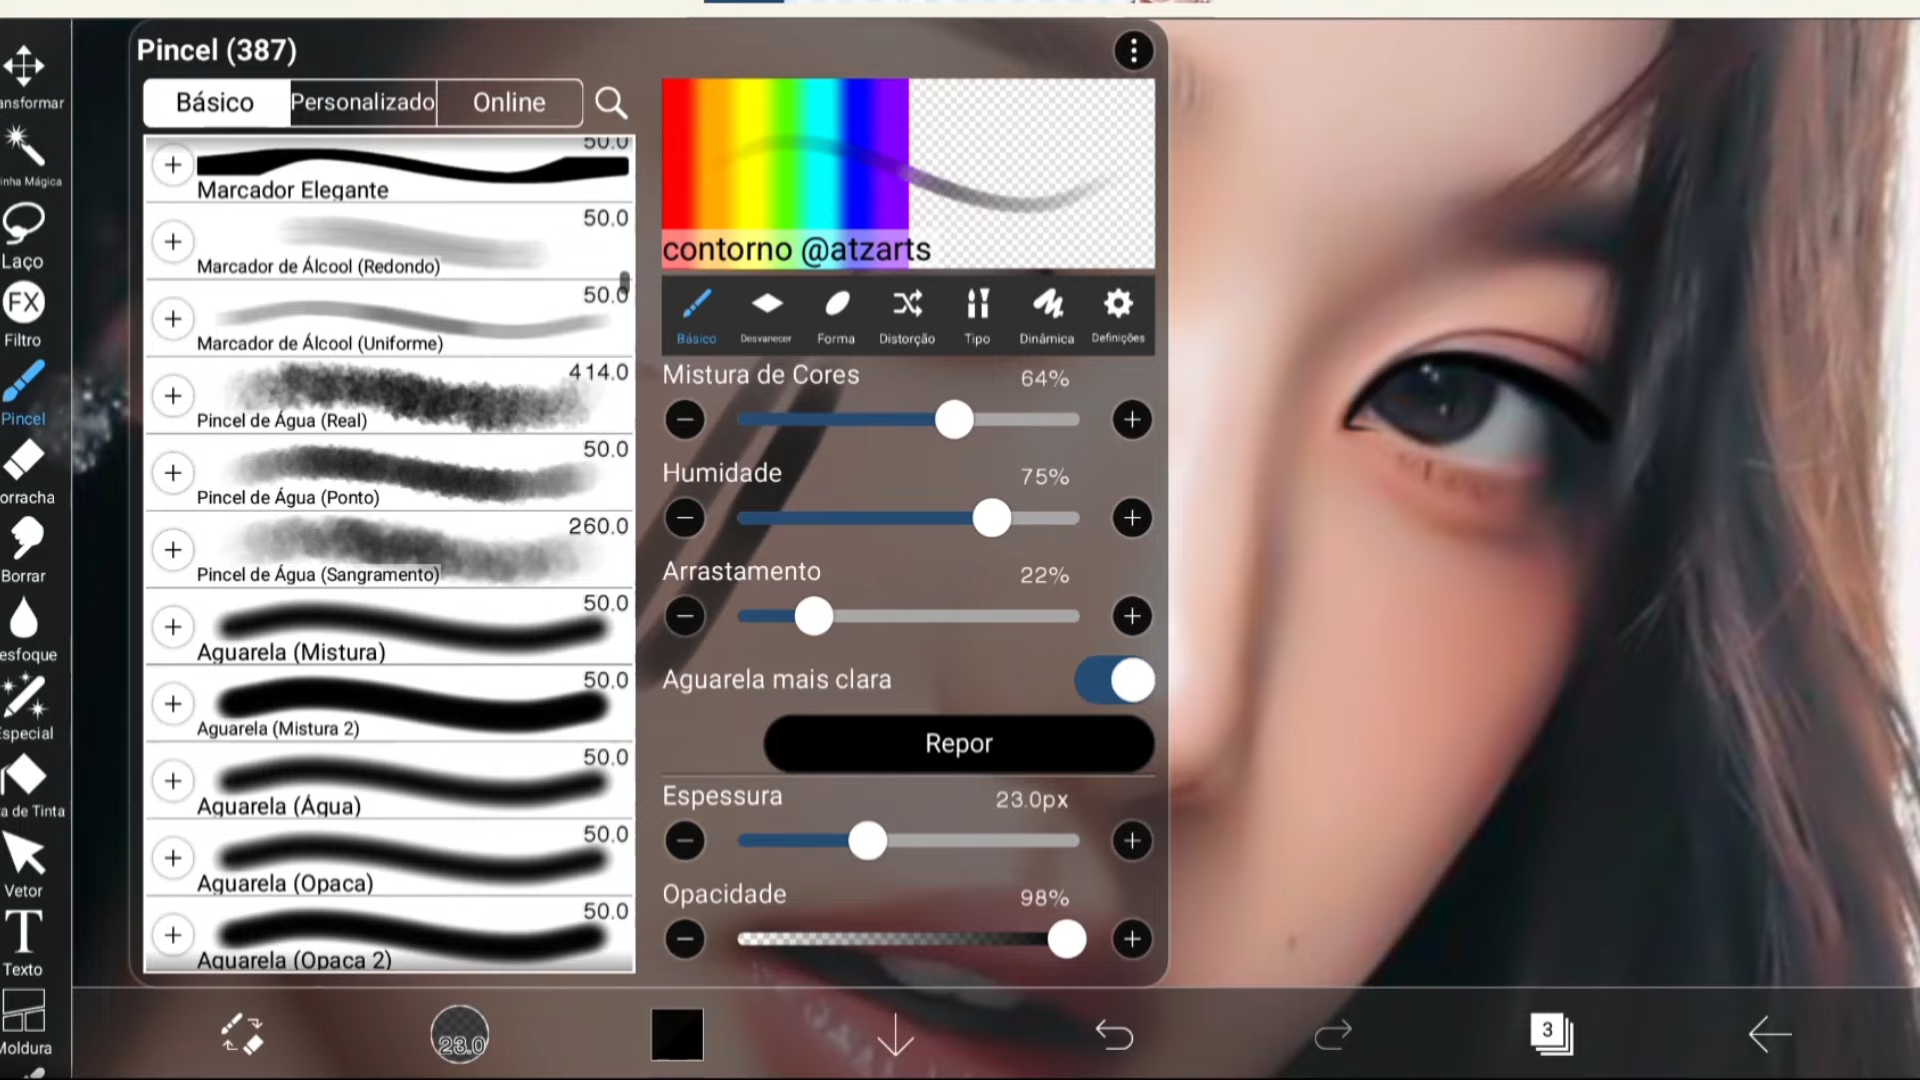 Pincel (387)
Básico
Personalizado
Online
50.0
Marcador Elegante
50.0
Marcador de Álcool (Redondo)
50.0
Marcador de Álcool (Uniforme)
414.0
Pincel de Água (Real)
50.0
Pincel de Água (Ponto)
260.0
Pincel de Água (Sangramento)
50.0
Aguarela (Mistura)
50.0
Aguarela (Mistura 2)
50.0
Aguarela (Água)
50.0
Aguarela (Opaca)
50.0
Aguarela (Opaca 2)
contorno @atzarts
Básico
Desvanecer
Forma
Distorção
Tipo
Dinâmica
Definições
Mistura de Cores 64%
Humidade 75%
Arrastamento 22%
Aguarela mais clara
Repor
Espessura 23.0px
Opacidade 98%
ansformar
inha Mágica
Laço
FX
Filtro
Pincel
orracha
Borrar
esfoque
Especial
a de Tinta
Vetor
T
Texto
Moldura
23.0
3